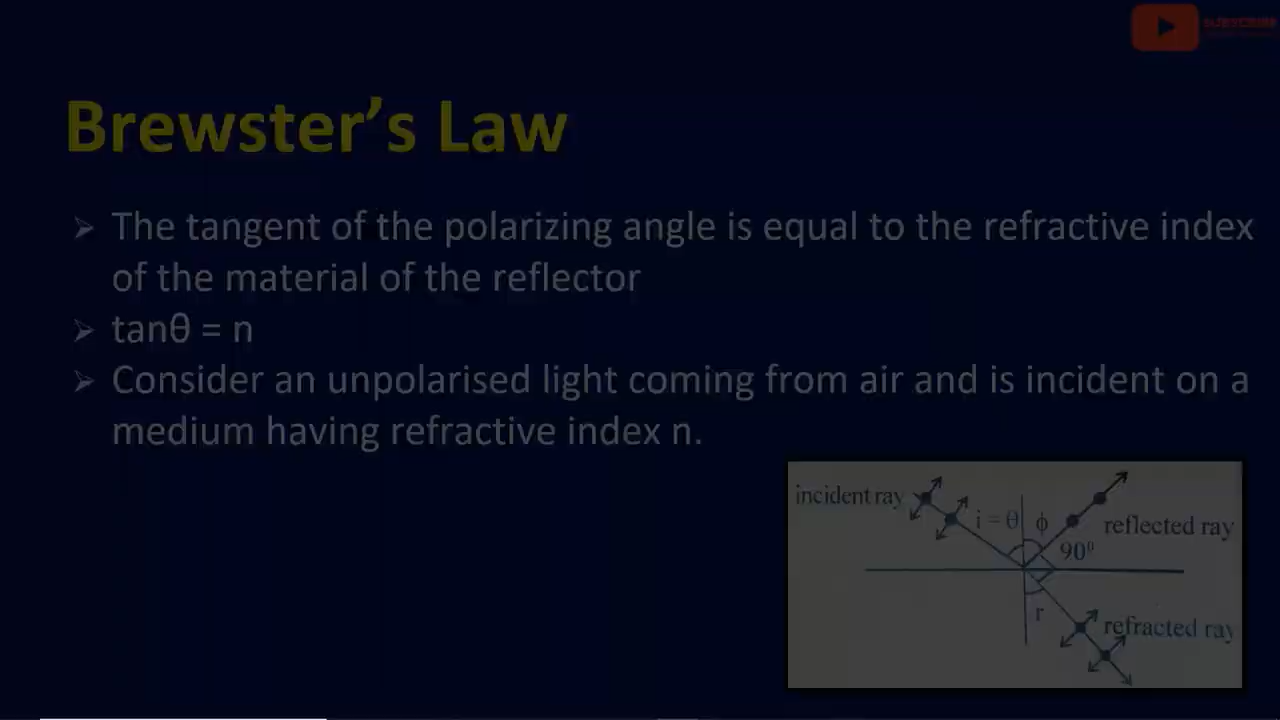 SUBSCRIBE
Brewster’s Law
➢ The tangent of the polarizing angle is equal to the refractive index
of the material of the reflector
➢ tanθ = n
➢ Consider an unpolarised light coming from air and is incident on a
medium having refractive index n.
incident ray
i = θ
ϕ
reflected ray
90⁰
r
refracted ray